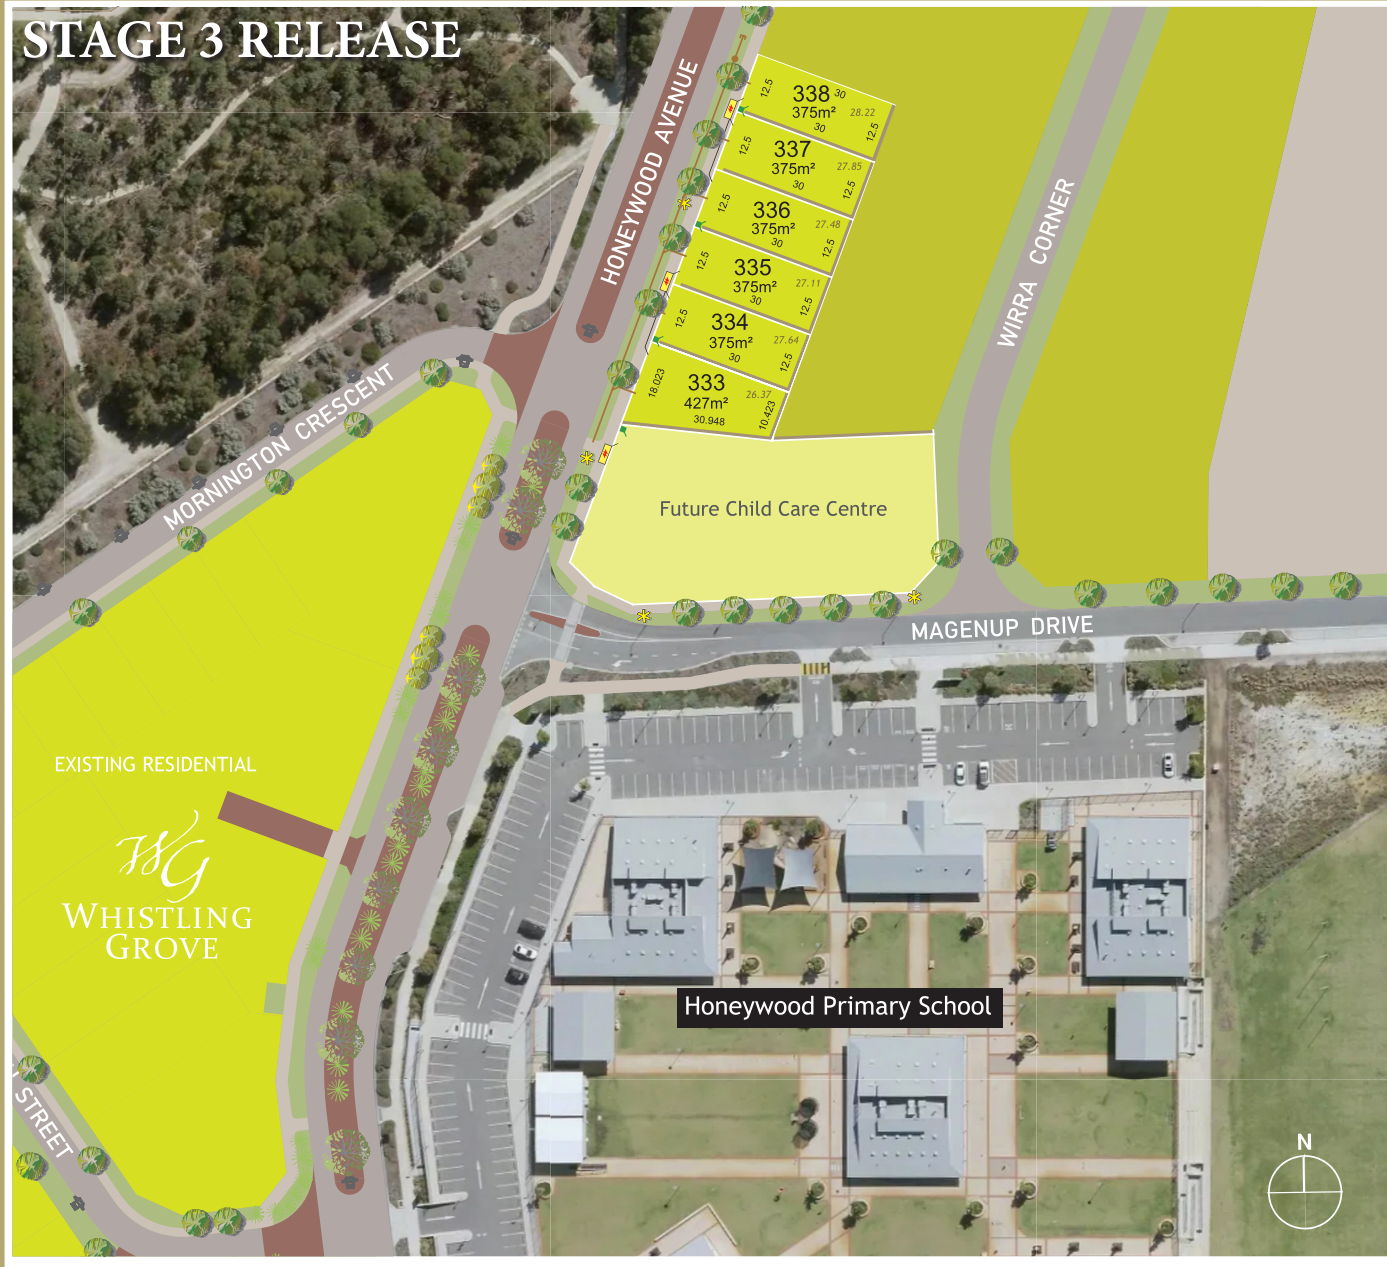 STAGE 3 RELEASE
HONEYWOOD AVENUE
12.5
338
30
375m²
28.22
30
12.5
12.5
337
375m²
27.85
30
12.5
12.5
336
375m²
27.48
30
12.5
12.5
335
375m²
27.11
30
12.5
12.5
334
375m²
27.64
30
12.5
18.023
333
427m²
26.37
30.948
10.423
WIRRA CORNER
MORNINGTON CRESCENT
Future Child Care Centre
MAGENUP DRIVE
EXISTING RESIDENTIAL
WG
WHISTLING
GROVE
Honeywood Primary School
STREET
N